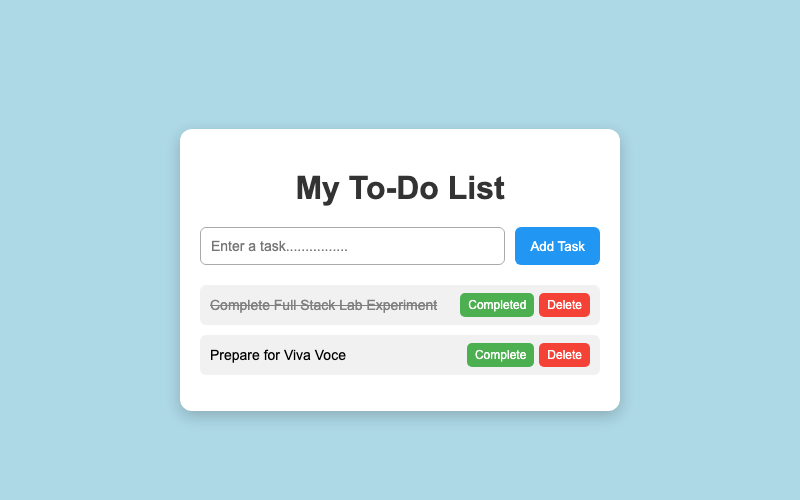 My To-Do List
Enter a task................ Add Task
Complete Full Stack Lab Experiment Completed Delete
Prepare for Viva Voce Complete Delete